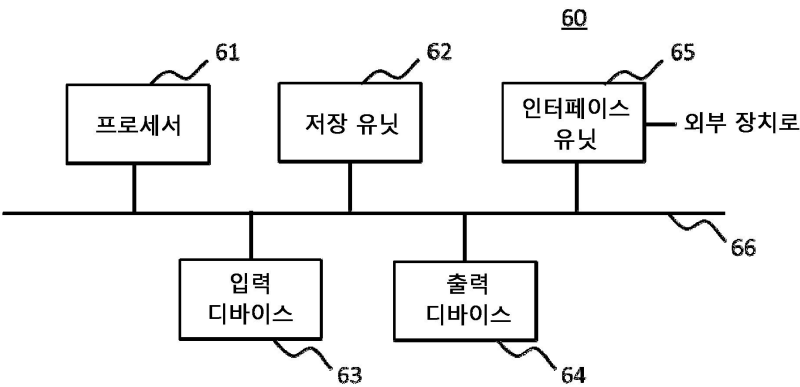 60
61
62
65
프로세서
저장 유닛
인터페이스
유닛
외부 장치로
66
입력
디바이스
출력
디바이스
63
64